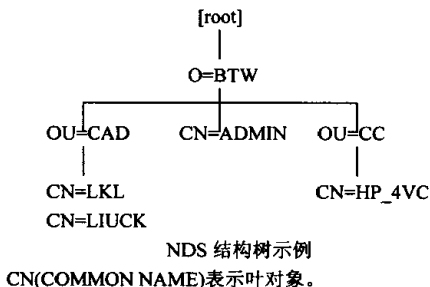 [root]
O=BTW
OU=CAD CN=ADMIN OU=CC
CN=LKL CN=HP_4VC
CN=LIUCK
NDS 结构树示例
CN(COMMON NAME)表示叶对象。